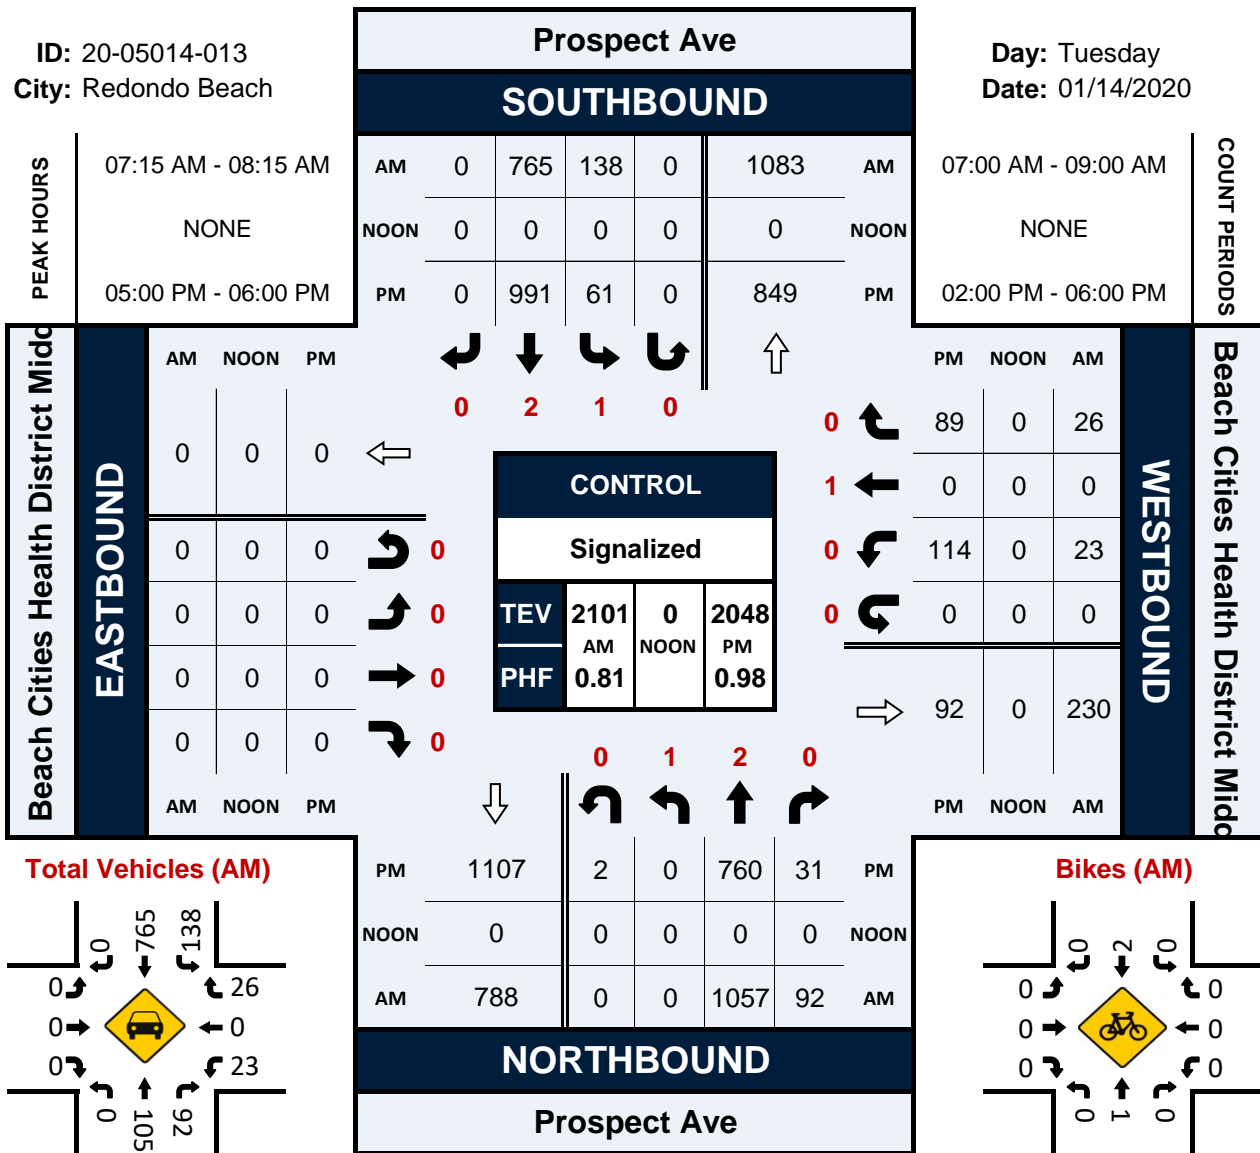 Prospect Ave
ID: 20-05014-013
City: Redondo Beach
Day: Tuesday
Date: 01/14/2020
SOUTHBOUND
PEAK HOURS
07:15 AM - 08:15 AM
NONE
05:00 PM - 06:00 PM
AM 0 765 138 0 1083 AM
NOON 0 0 0 0 0 NOON
PM 0 991 61 0 849 PM
07:00 AM - 09:00 AM
NONE
02:00 PM - 06:00 PM
COUNT PERIODS
0 2 1 0
Beach Cities Health District Midd
EASTBOUND
AM NOON PM
0 0 0
0 0 0 0
0 0 0 0
0 0 0 0
0 0 0 0
AM NOON PM
CONTROL
Signalized
TEV 2101 0 2048
AM NOON PM
PHF 0.81 0.98
PM NOON AM
0 89 0 26
1 0 0 0
0 114 0 23
0 0 0 0
92 0 230
PM NOON AM
WESTBOUND
Beach Cities Health District Midd
0 1 2 0
PM 1107 2 0 760 31 PM
NOON 0 0 0 0 0 NOON
AM 788 0 0 1057 92 AM
NORTHBOUND
Prospect Ave
Total Vehicles (AM)
0 765 138
0 26
0 0
0 23
0 105 92
Bikes (AM)
0 2 0
0 0
0 0
0 0
0 1 0